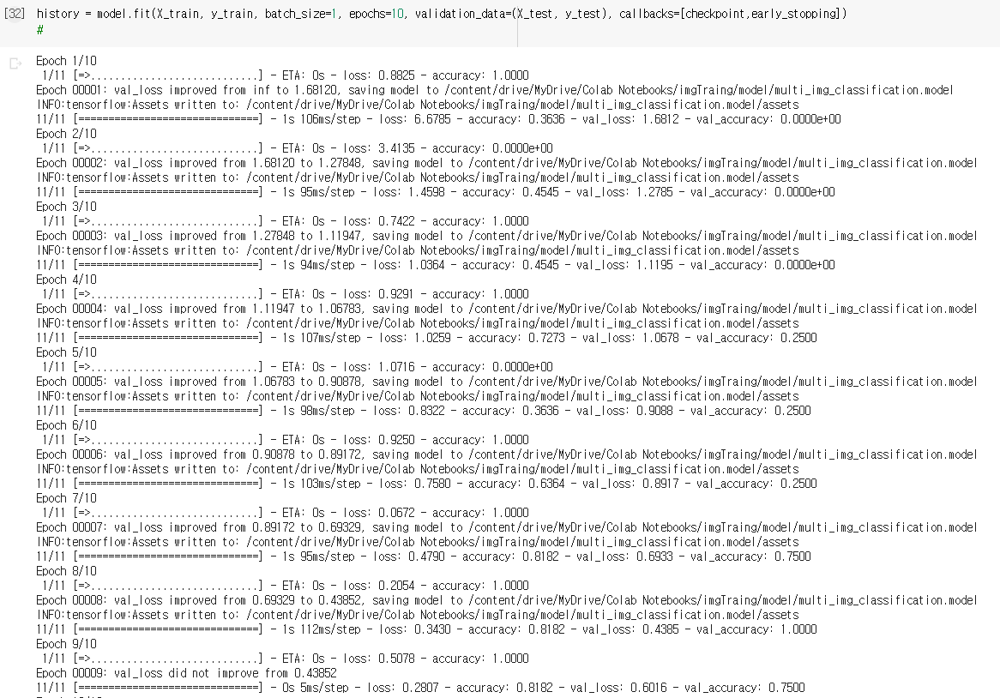 [32] history = model.fit(X_train, y_train, batch_size=1, epochs=10, validation_data=(X_test, y_test), callbacks=[checkpoint,early_stopping])
#
Epoch 1/10
1/11 [=>............................] - ETA: 0s - loss: 0.8825 - accuracy: 1.0000
Epoch 00001: val_loss improved from inf to 1.68120, saving model to /content/drive/MyDrive/Colab Notebooks/imgTraing/model/multi_img_classification.model
INFO:tensorflow:Assets written to: /content/drive/MyDrive/Colab Notebooks/imgTraing/model/multi_img_classification.model/assets
11/11 [==============================] - 1s 106ms/step - loss: 6.6785 - accuracy: 0.3636 - val_loss: 1.6812 - val_accuracy: 0.0000e+00
Epoch 2/10
1/11 [=>............................] - ETA: 0s - loss: 3.4135 - accuracy: 0.0000e+00
Epoch 00002: val_loss improved from 1.68120 to 1.27848, saving model to /content/drive/MyDrive/Colab Notebooks/imgTraing/model/multi_img_classification.model
INFO:tensorflow:Assets written to: /content/drive/MyDrive/Colab Notebooks/imgTraing/model/multi_img_classification.model/assets
11/11 [==============================] - 1s 95ms/step - loss: 1.4598 - accuracy: 0.4545 - val_loss: 1.2785 - val_accuracy: 0.0000e+00
Epoch 3/10
1/11 [=>............................] - ETA: 0s - loss: 0.7422 - accuracy: 1.0000
Epoch 00003: val_loss improved from 1.27848 to 1.11947, saving model to /content/drive/MyDrive/Colab Notebooks/imgTraing/model/multi_img_classification.model
INFO:tensorflow:Assets written to: /content/drive/MyDrive/Colab Notebooks/imgTraing/model/multi_img_classification.model/assets
11/11 [==============================] - 1s 94ms/step - loss: 1.0364 - accuracy: 0.4545 - val_loss: 1.1195 - val_accuracy: 0.0000e+00
Epoch 4/10
1/11 [=>............................] - ETA: 0s - loss: 0.9291 - accuracy: 1.0000
Epoch 00004: val_loss improved from 1.11947 to 1.06783, saving model to /content/drive/MyDrive/Colab Notebooks/imgTraing/model/multi_img_classification.model
INFO:tensorflow:Assets written to: /content/drive/MyDrive/Colab Notebooks/imgTraing/model/multi_img_classification.model/assets
11/11 [==============================] - 1s 107ms/step - loss: 1.0259 - accuracy: 0.7273 - val_loss: 1.0678 - val_accuracy: 0.2500
Epoch 5/10
1/11 [=>............................] - ETA: 0s - loss: 1.0716 - accuracy: 0.0000e+00
Epoch 00005: val_loss improved from 1.06783 to 0.90878, saving model to /content/drive/MyDrive/Colab Notebooks/imgTraing/model/multi_img_classification.model
INFO:tensorflow:Assets written to: /content/drive/MyDrive/Colab Notebooks/imgTraing/model/multi_img_classification.model/assets
11/11 [==============================] - 1s 98ms/step - loss: 0.8322 - accuracy: 0.3636 - val_loss: 0.9088 - val_accuracy: 0.2500
Epoch 6/10
1/11 [=>............................] - ETA: 0s - loss: 0.9250 - accuracy: 1.0000
Epoch 00006: val_loss improved from 0.90878 to 0.89172, saving model to /content/drive/MyDrive/Colab Notebooks/imgTraing/model/multi_img_classification.model
INFO:tensorflow:Assets written to: /content/drive/MyDrive/Colab Notebooks/imgTraing/model/multi_img_classification.model/assets
11/11 [==============================] - 1s 103ms/step - loss: 0.7580 - accuracy: 0.6364 - val_loss: 0.8917 - val_accuracy: 0.2500
Epoch 7/10
1/11 [=>............................] - ETA: 0s - loss: 0.0672 - accuracy: 1.0000
Epoch 00007: val_loss improved from 0.89172 to 0.69329, saving model to /content/drive/MyDrive/Colab Notebooks/imgTraing/model/multi_img_classification.model
INFO:tensorflow:Assets written to: /content/drive/MyDrive/Colab Notebooks/imgTraing/model/multi_img_classification.model/assets
11/11 [==============================] - 1s 95ms/step - loss: 0.4790 - accuracy: 0.8182 - val_loss: 0.6933 - val_accuracy: 0.7500
Epoch 8/10
1/11 [=>............................] - ETA: 0s - loss: 0.2054 - accuracy: 1.0000
Epoch 00008: val_loss improved from 0.69329 to 0.43852, saving model to /content/drive/MyDrive/Colab Notebooks/imgTraing/model/multi_img_classification.model
INFO:tensorflow:Assets written to: /content/drive/MyDrive/Colab Notebooks/imgTraing/model/multi_img_classification.model/assets
11/11 [==============================] - 1s 112ms/step - loss: 0.3430 - accuracy: 0.8182 - val_loss: 0.4385 - val_accuracy: 1.0000
Epoch 9/10
1/11 [=>............................] - ETA: 0s - loss: 0.5078 - accuracy: 1.0000
Epoch 00009: val_loss did not improve from 0.43852
11/11 [==============================] - 0s 5ms/step - loss: 0.2807 - accuracy: 0.8182 - val_loss: 0.6016 - val_accuracy: 0.7500